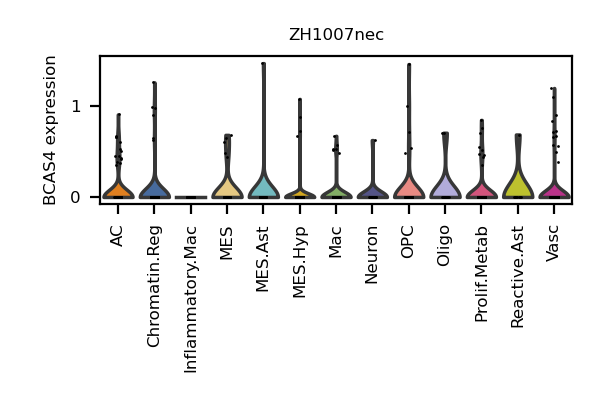 ZH1007nec
BCAS4 expression
1
0
AC
Chromatin.Reg
Inflammatory.Mac
MES
MES.Ast
MES.Hyp
Mac
Neuron
OPC
Oligo
Prolif.Metab
Reactive.Ast
Vasc